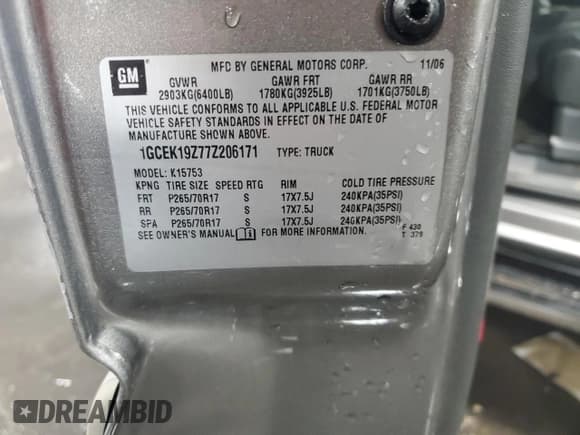 GM
MFD BY GENERAL MOTORS CORP. 11/06
GVWR GAWR FRT GAWR RR
2903KG(6400LB) 1780KG(3925LB) 1701KG(3750LB)
THIS VEHICLE CONFORMS TO ALL APPLICABLE U.S. FEDERAL MOTOR
VEHICLE SAFETY STANDARDS IN EFFECT ON THE DATE OF
MANUFACTURE SHOWN ABOVE.
1GCEK19Z77Z206171 TYPE: TRUCK
MODEL: K15753
KPNG TIRE SIZE SPEED RTG RIM COLD TIRE PRESSURE
FRT P265/70R17 S 17X7.5J 240KPA(35PSI)
RR P265/70R17 S 17X7.5J 240KPA(35PSI)
SPA P265/70R17 S 17X7.5J 240KPA(35PSI)
SEE OWNER'S MANUAL FOR MORE INFORMATION.
F 430
T 379
DREAMBID